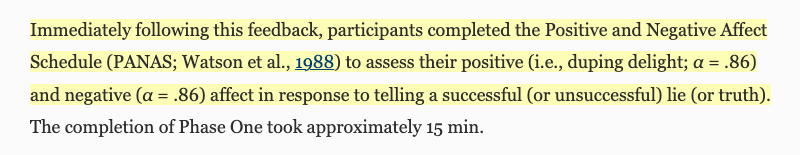 Immediately following this feedback, participants completed the Positive and Negative Affect
Schedule (PANAS; Watson et al., 1988) to assess their positive (i.e., duping delight; α = .86)
and negative (α = .86) affect in response to telling a successful (or unsuccessful) lie (or truth).
The completion of Phase One took approximately 15 min.